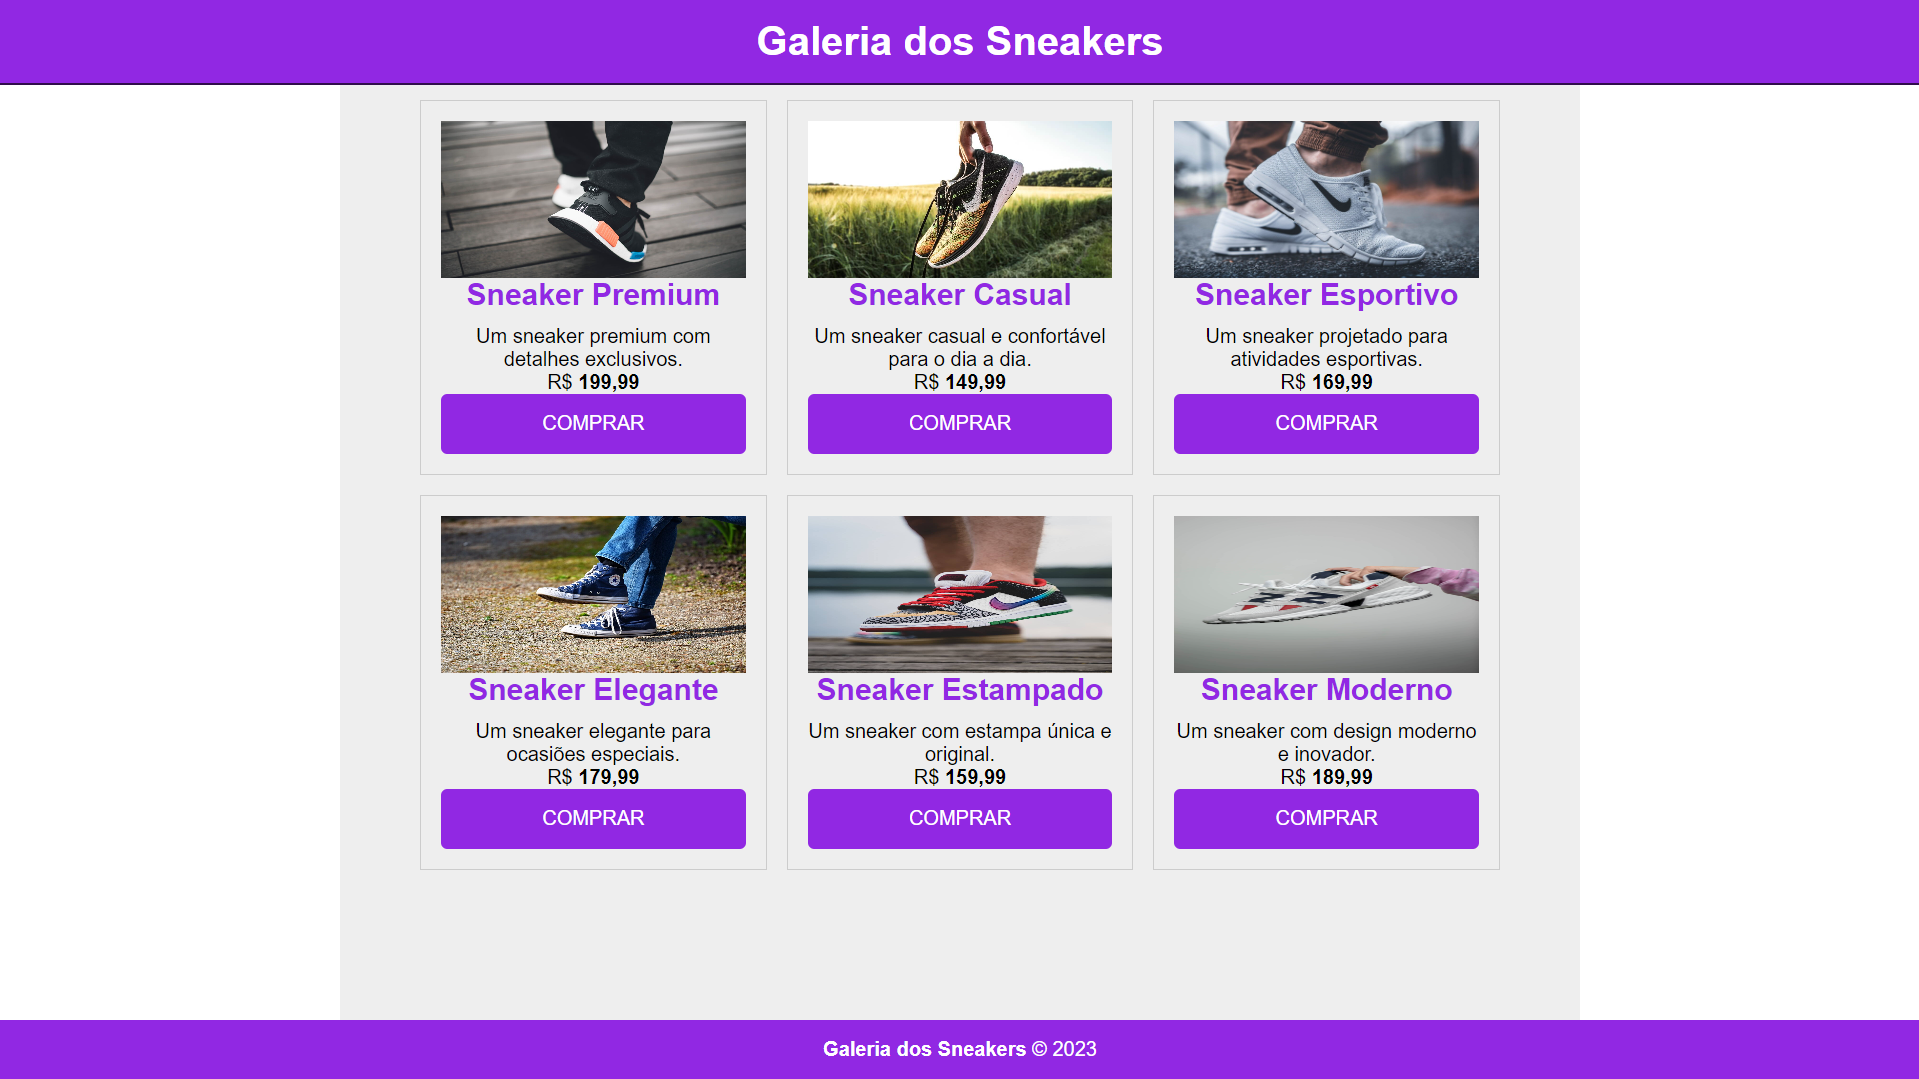 Galeria dos Sneakers
Sneaker Premium
Um sneaker premium com
detalhes exclusivos.
R$ 199,99
COMPRAR
Sneaker Casual
Um sneaker casual e confortável
para o dia a dia.
R$ 149,99
COMPRAR
Sneaker Esportivo
Um sneaker projetado para
atividades esportivas.
R$ 169,99
COMPRAR
Sneaker Elegante
Um sneaker elegante para
ocasiões especiais.
R$ 179,99
COMPRAR
Sneaker Estampado
Um sneaker com estampa única e
original.
R$ 159,99
COMPRAR
Sneaker Moderno
Um sneaker com design moderno
e inovador.
R$ 189,99
COMPRAR
Galeria dos Sneakers © 2023